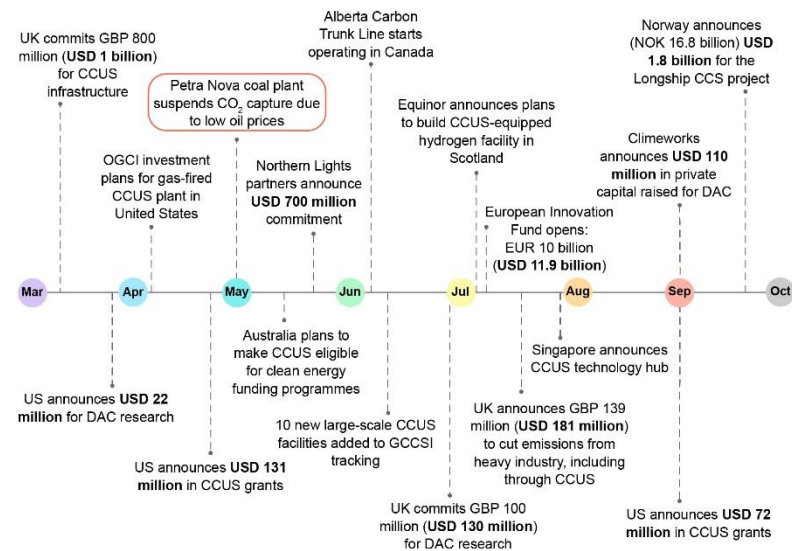 UK commits GBP 800
million (USD 1 billion)
for CCUS
infrastructure
Petra Nova coal plant
suspends CO2 capture due
to low oil prices
Alberta Carbon
Trunk Line starts
operating in Canada
Norway announces
(NOK 16.8 billion) USD
1.8 billion for the
Longship CCS project
OGCI investment
plans for gas-fired
CCUS plant in
United States
Northern Lights
partners announce
USD 700 million
commitment
Equinor announces plans
to build CCUS-equipped
hydrogen facility in
Scotland
European Innovation
Fund opens:
EUR 10 billion
(USD 11.9 billion)
Climeworks
announces USD 110
million in private
capital raised for DAC
Mar
Apr
May
Jun
Jul
Aug
Sep
Oct
US announces USD 22
million for DAC research
US announces USD 131
million in CCUS grants
Australia plans to
make CCUS eligible
for clean energy
funding programmes
10 new large-scale CCUS
facilities added to GCCSI
tracking
UK commits GBP 100
million (USD 130 million)
for DAC research
UK announces GBP 139
million (USD 181 million)
to cut emissions from
heavy industry, including
through CCUS
Singapore announces
CCUS technology hub
US announces USD 72
million in CCUS grants